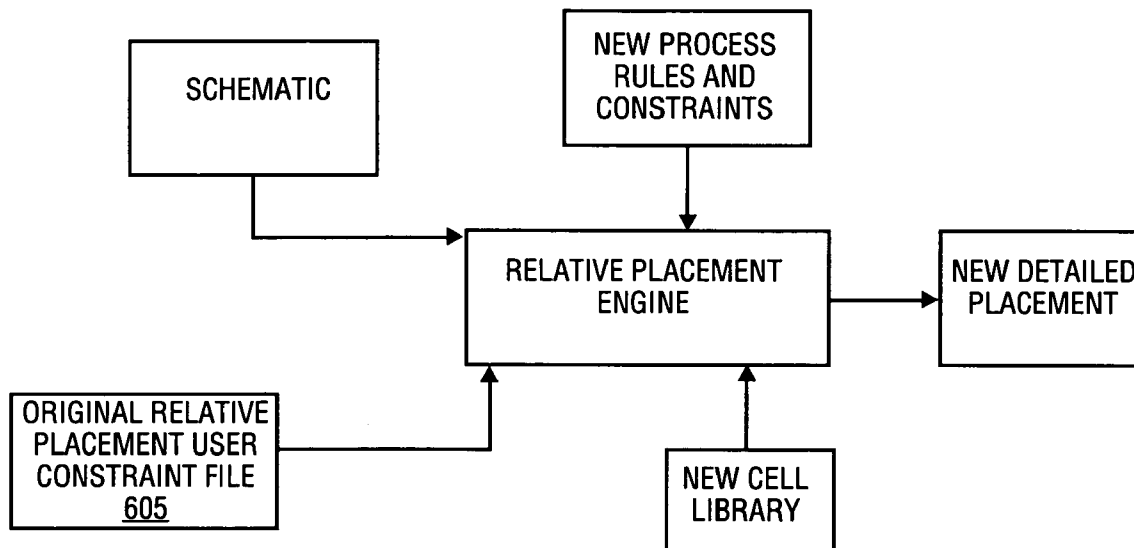 SCHEMATIC
NEW PROCESS
RULES AND
CONSTRAINTS
RELATIVE PLACEMENT
ENGINE
NEW DETAILED
PLACEMENT
ORIGINAL RELATIVE
PLACEMENT USER
CONSTRAINT FILE
605
NEW CELL
LIBRARY